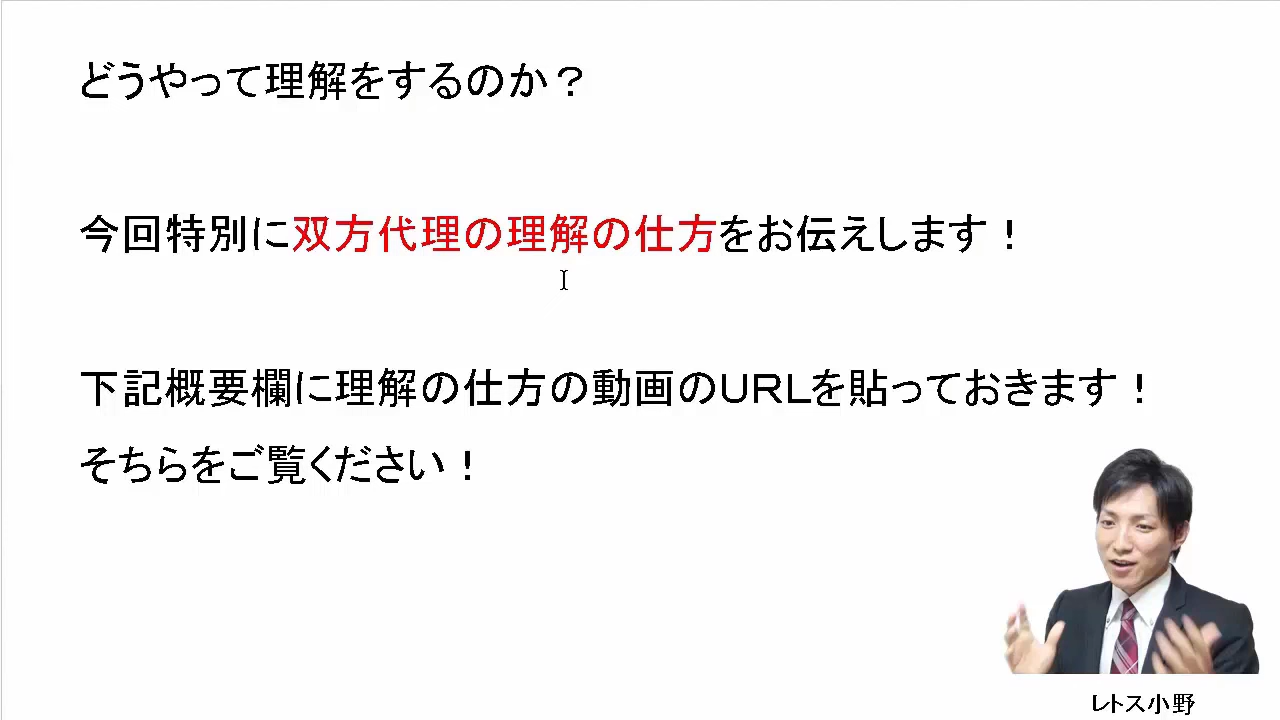 どうやって理解をするのか？
今回特別に双方代理の理解の仕方をお伝えします！
下記概要欄に理解の仕方の動画のＵＲＬを貼っておきます！
そちらをご覧ください！
レトス小野